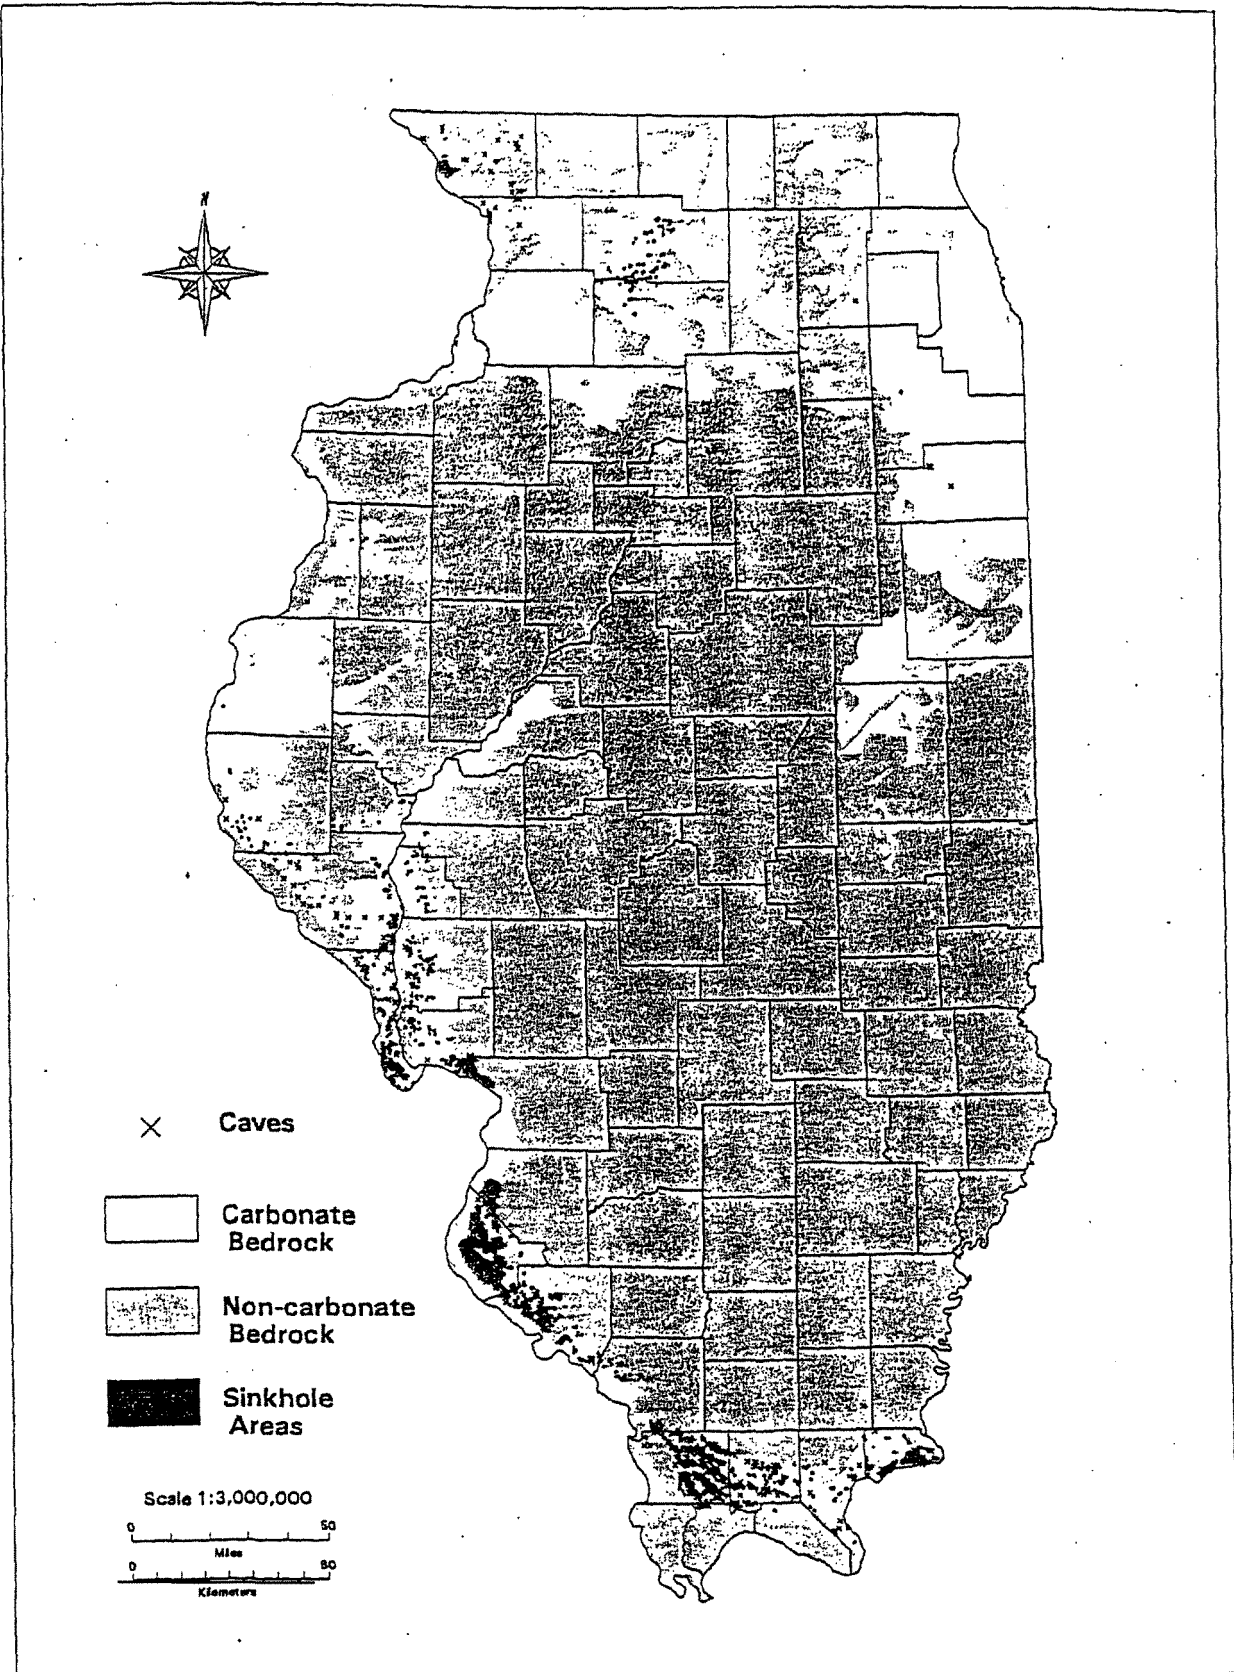 N
Caves
Carbonate
Bedrock
Non-carbonate
Bedrock
Sinkhole
Areas
Scale 1:3,000,000
0 50
Miles
0 80
Kilometers